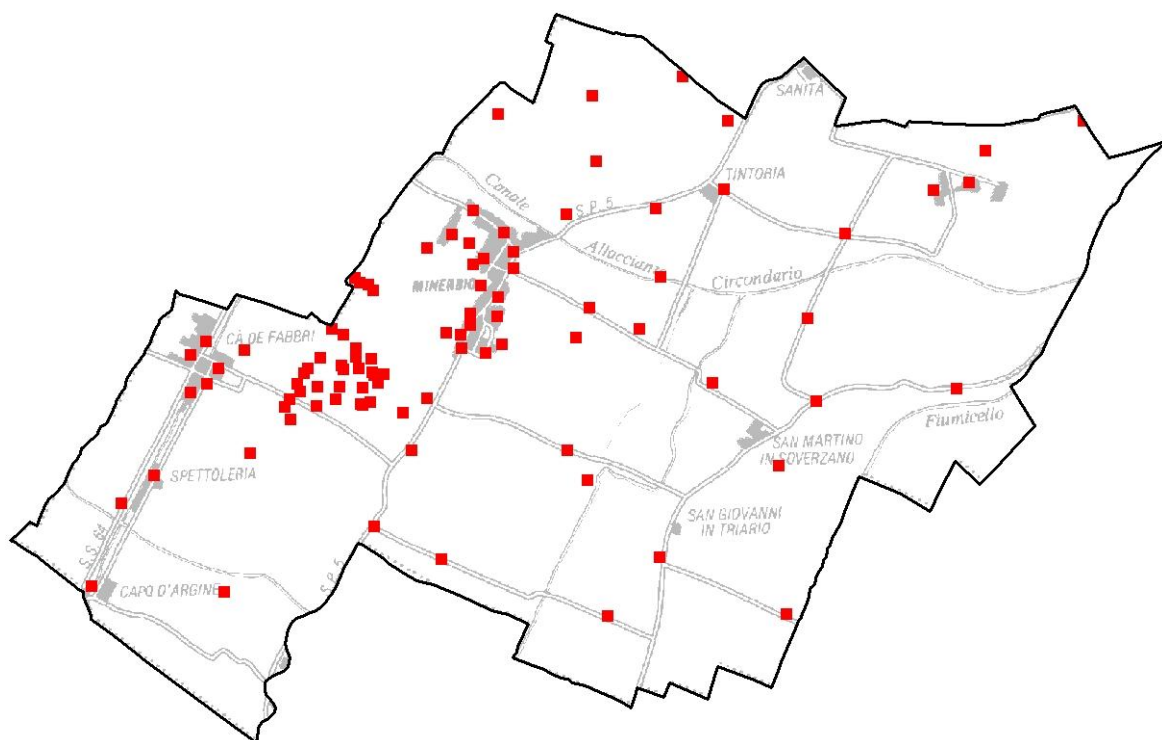 SANITÀ
TINTORIA
Canale
S.P. 5
Allacciante
Circondario
MINERBIO
CÀ DE FABBRI
Fiumicello
SAN MARTINO
IN SOVERZANO
SPETTOLERIA
SAN GIOVANNI
IN TRIARIO
S.S. 64
S.P. 5
CAPO D'ARGINE